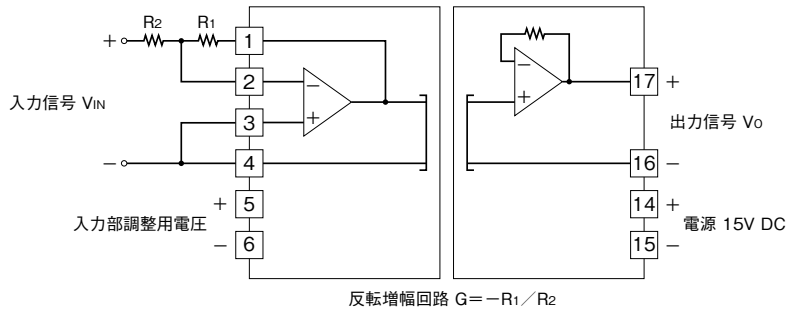 R2 R1
+ 1
2 −
入力信号 VIN
3 +
− 4
+ 5
入力部調整用電圧
− 6
−
+
17 +
出力信号 VO
16 −
14 +
電源 15V DC
15 −
反転増幅回路 G=−R1/R2